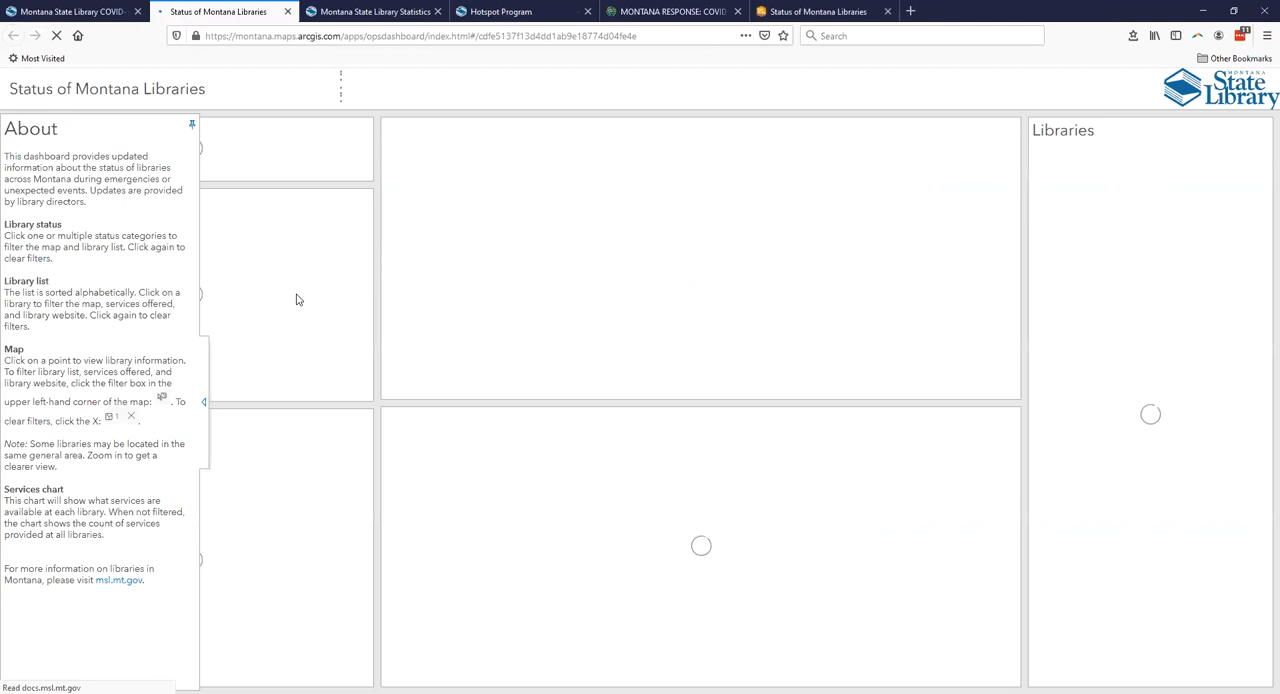 Montana State Library COVID-
Status of Montana Libraries
Montana State Library Statistics
Hotspot Program
MONTANA RESPONSE: COVID
Status of Montana Libraries
https://montana.maps.arcgis.com/apps/opsdashboard/index.html#/cdfe5137f13d4dd1ab9e18774d04fe4e
Search
11
Most Visited
Other Bookmarks
Status of Montana Libraries
MONTANA
State
Library
About
This dashboard provides updated
information about the status of libraries
across Montana during emergencies or
unexpected events. Updates are provided
by library directors.
Library status
Click one or multiple status categories to
filter the map and library list. Click again to
clear filters.
Library list
The list is sorted alphabetically. Click on a
library to filter the map, services offered,
and library website. Click again to clear
filters.
Map
Click on a point to view library information.
To filter library list, services offered, and
library website, click the filter box in the
upper left-hand corner of the map: . To
clear filters, click the X: 1 .
Note: Some libraries may be located in the
same general area. Zoom in to get a
clearer view.
Services chart
This chart will show what services are
available at each library. When not filtered,
the chart shows the count of services
provided at all libraries.
For more information on libraries in
Montana, please visit msl.mt.gov.
Libraries
Read docs.msl.mt.gov